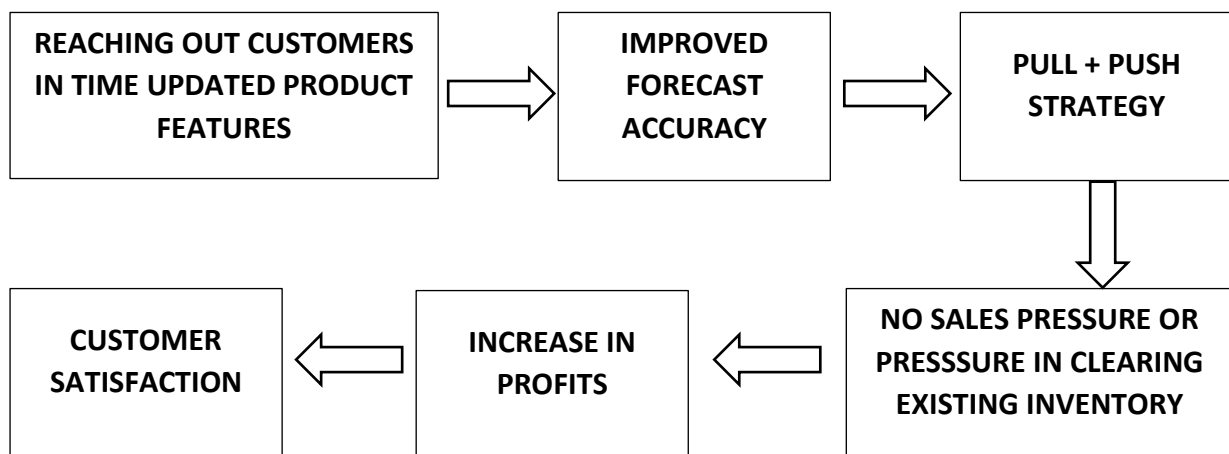 REACHING OUT CUSTOMERS
IN TIME UPDATED PRODUCT
FEATURES
IMPROVED
FORECAST
ACCURACY
PULL + PUSH
STRATEGY
NO SALES PRESSURE OR
PRESSSURE IN CLEARING
EXISTING INVENTORY
INCREASE IN
PROFITS
CUSTOMER
SATISFACTION